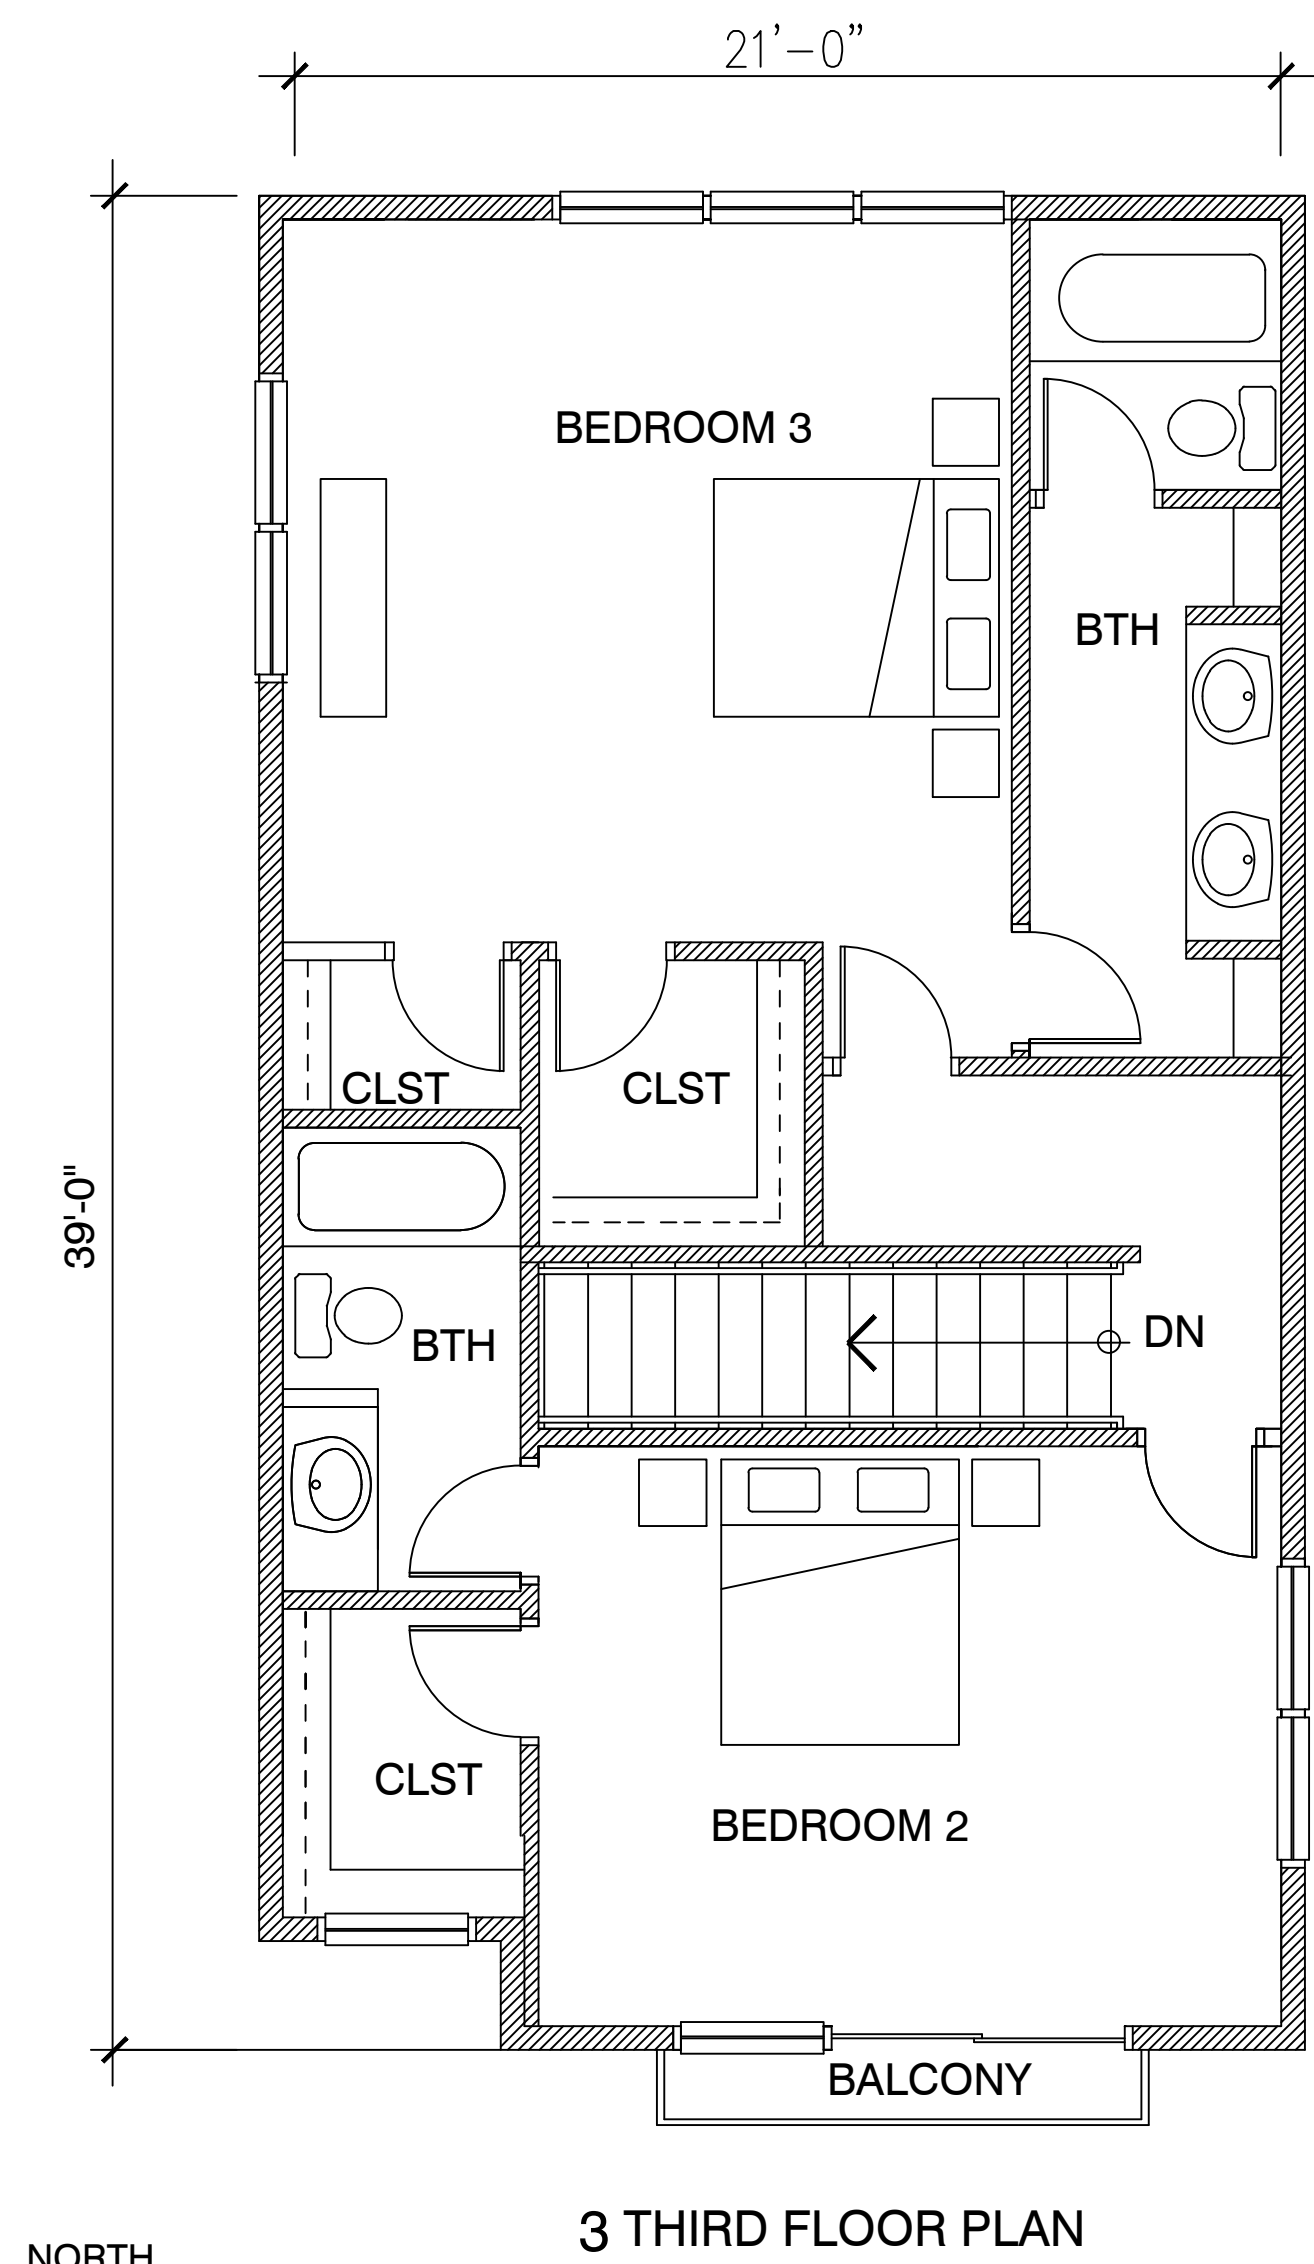 21'-0"
BEDROOM 3
BTH
CLST
CLST
39'-0"
DN
BTH
CLST
BEDROOM 2
BALCONY
3 THIRD FLOOR PLAN
NORTH